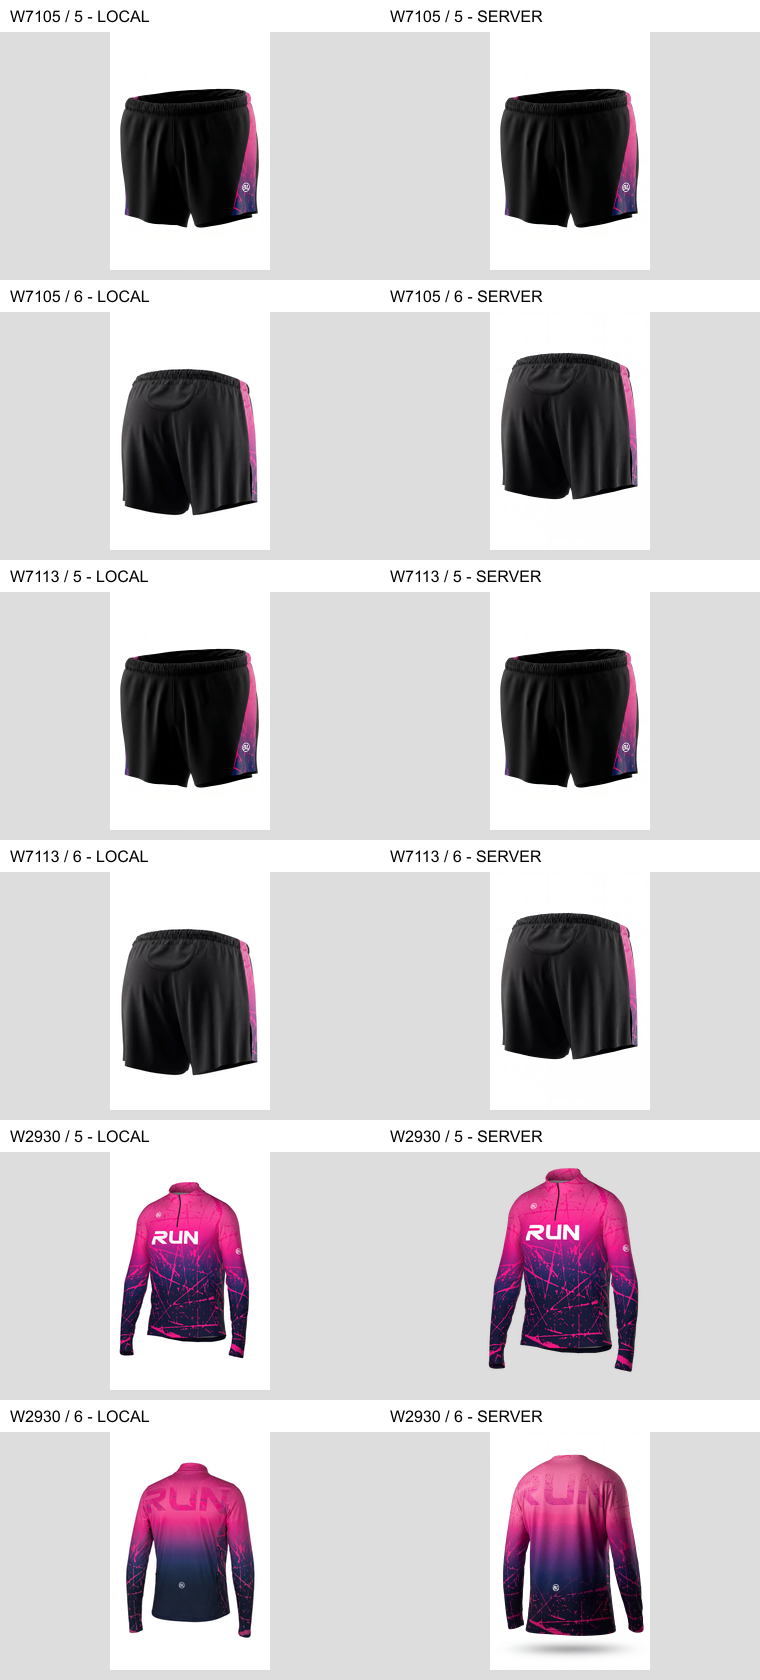 W7105 / 5 - LOCAL
W7105 / 5 - SERVER
W7105 / 6 - LOCAL
W7105 / 6 - SERVER
W7113 / 5 - LOCAL
W7113 / 5 - SERVER
W7113 / 6 - LOCAL
W7113 / 6 - SERVER
W2930 / 5 - LOCAL
W2930 / 5 - SERVER
RUN
RUN
W2930 / 6 - LOCAL
W2930 / 6 - SERVER
RUN
RUN